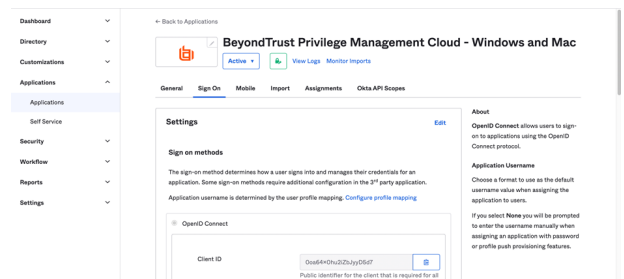 Dashboard
Directory
Customizations
Applications
Applications
Self Service
Security
Workflow
Reports
Settings
← Back to Applications
BeyondTrust Privilege Management Cloud - Windows and Mac
Active
View Logs
Monitor Imports
General
Sign On
Mobile
Import
Assignments
Okta API Scopes
Settings
Edit
Sign on methods
The sign-on method determines how a user signs into and manages their credentials for an
application. Some sign-on methods require additional configuration in the 3rd party application.
Application username is determined by the user profile mapping. Configure profile mapping
OpenID Connect
Client ID
Public identifier for the client that is required for all
About
OpenID Connect allows users to sign-
on to applications using the OpenID
Connect protocol.
Application Username
Choose a format to use as the default
username value when assigning the
application to users.
If you select None you will be prompted
to enter the username manually when
assigning an application with password
or profile push provisioning features.